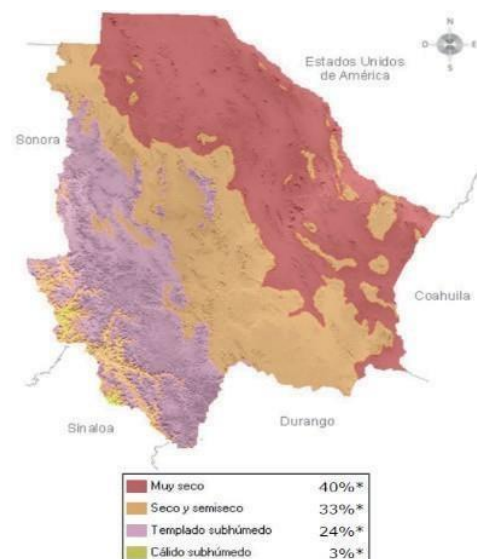 N
O
E
S
Estados Unidos
de América
Sonora
Coahuila
Durango
Sinaloa
Muy seco 40%*
Seco y semiseco 33%*
Templado subhúmedo 24%*
Cálido subhúmedo 3%*